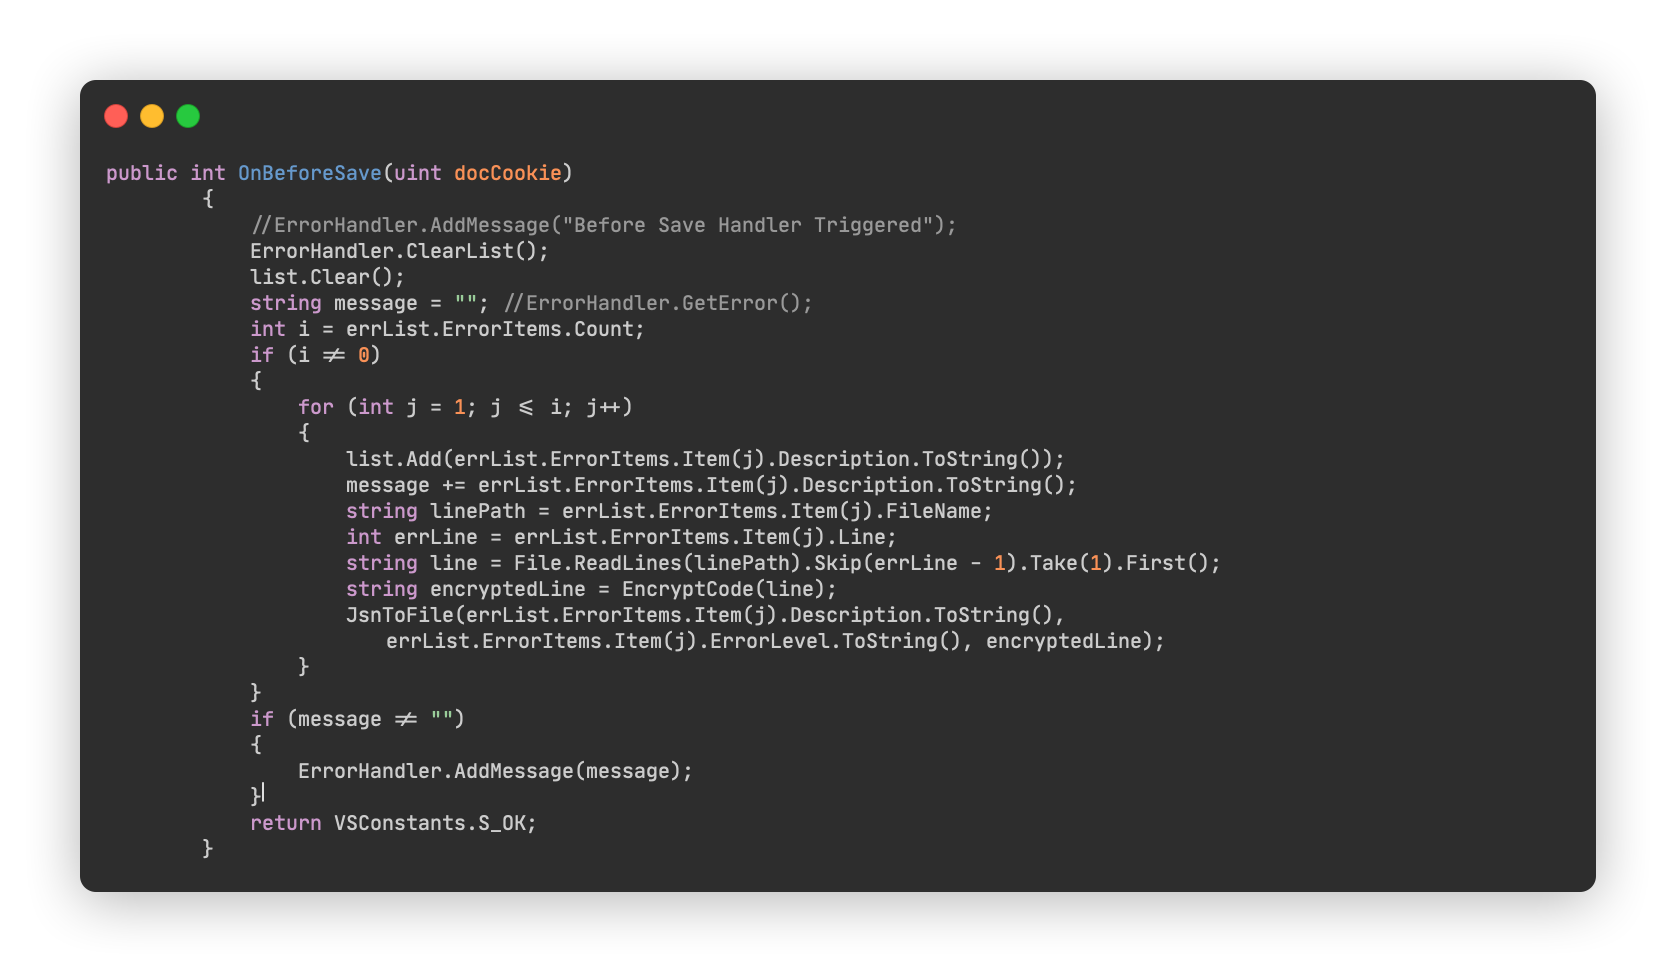 public int OnBeforeSave(uint docCookie)
{
//ErrorHandler.AddMessage("Before Save Handler Triggered");
ErrorHandler.ClearList();
list.Clear();
string message = ""; //ErrorHandler.GetError();
int i = errList.ErrorItems.Count;
if (i != 0)
{
for (int j = 1; j <= i; j++)
{
list.Add(errList.ErrorItems.Item(j).Description.ToString());
message += errList.ErrorItems.Item(j).Description.ToString();
string linePath = errList.ErrorItems.Item(j).FileName;
int errLine = errList.ErrorItems.Item(j).Line;
string line = File.ReadLines(linePath).Skip(errLine - 1).Take(1).First();
string encryptedLine = EncryptCode(line);
JsnToFile(errList.ErrorItems.Item(j).Description.ToString(),
errList.ErrorItems.Item(j).ErrorLevel.ToString(), encryptedLine);
}
}
if (message != "")
{
ErrorHandler.AddMessage(message);
}
return VSConstants.S_OK;
}